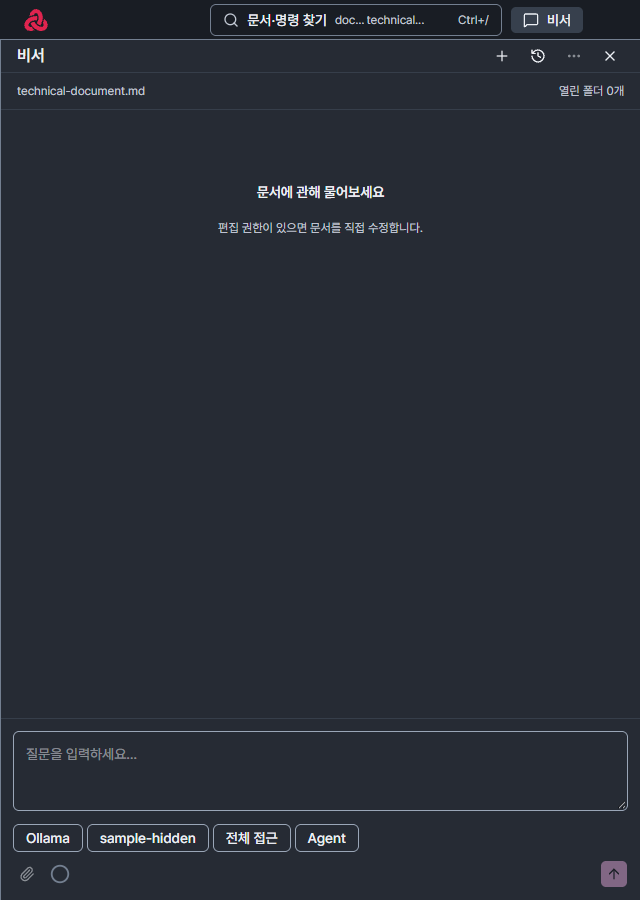 문서·명령 찾기 doc... technical... Ctrl+/ 비서
비서
technical-document.md 열린 폴더 0개
문서에 관해 물어보세요
편집 권한이 있으면 문서를 직접 수정합니다.
질문을 입력하세요...
Ollama sample-hidden 전체 접근 Agent